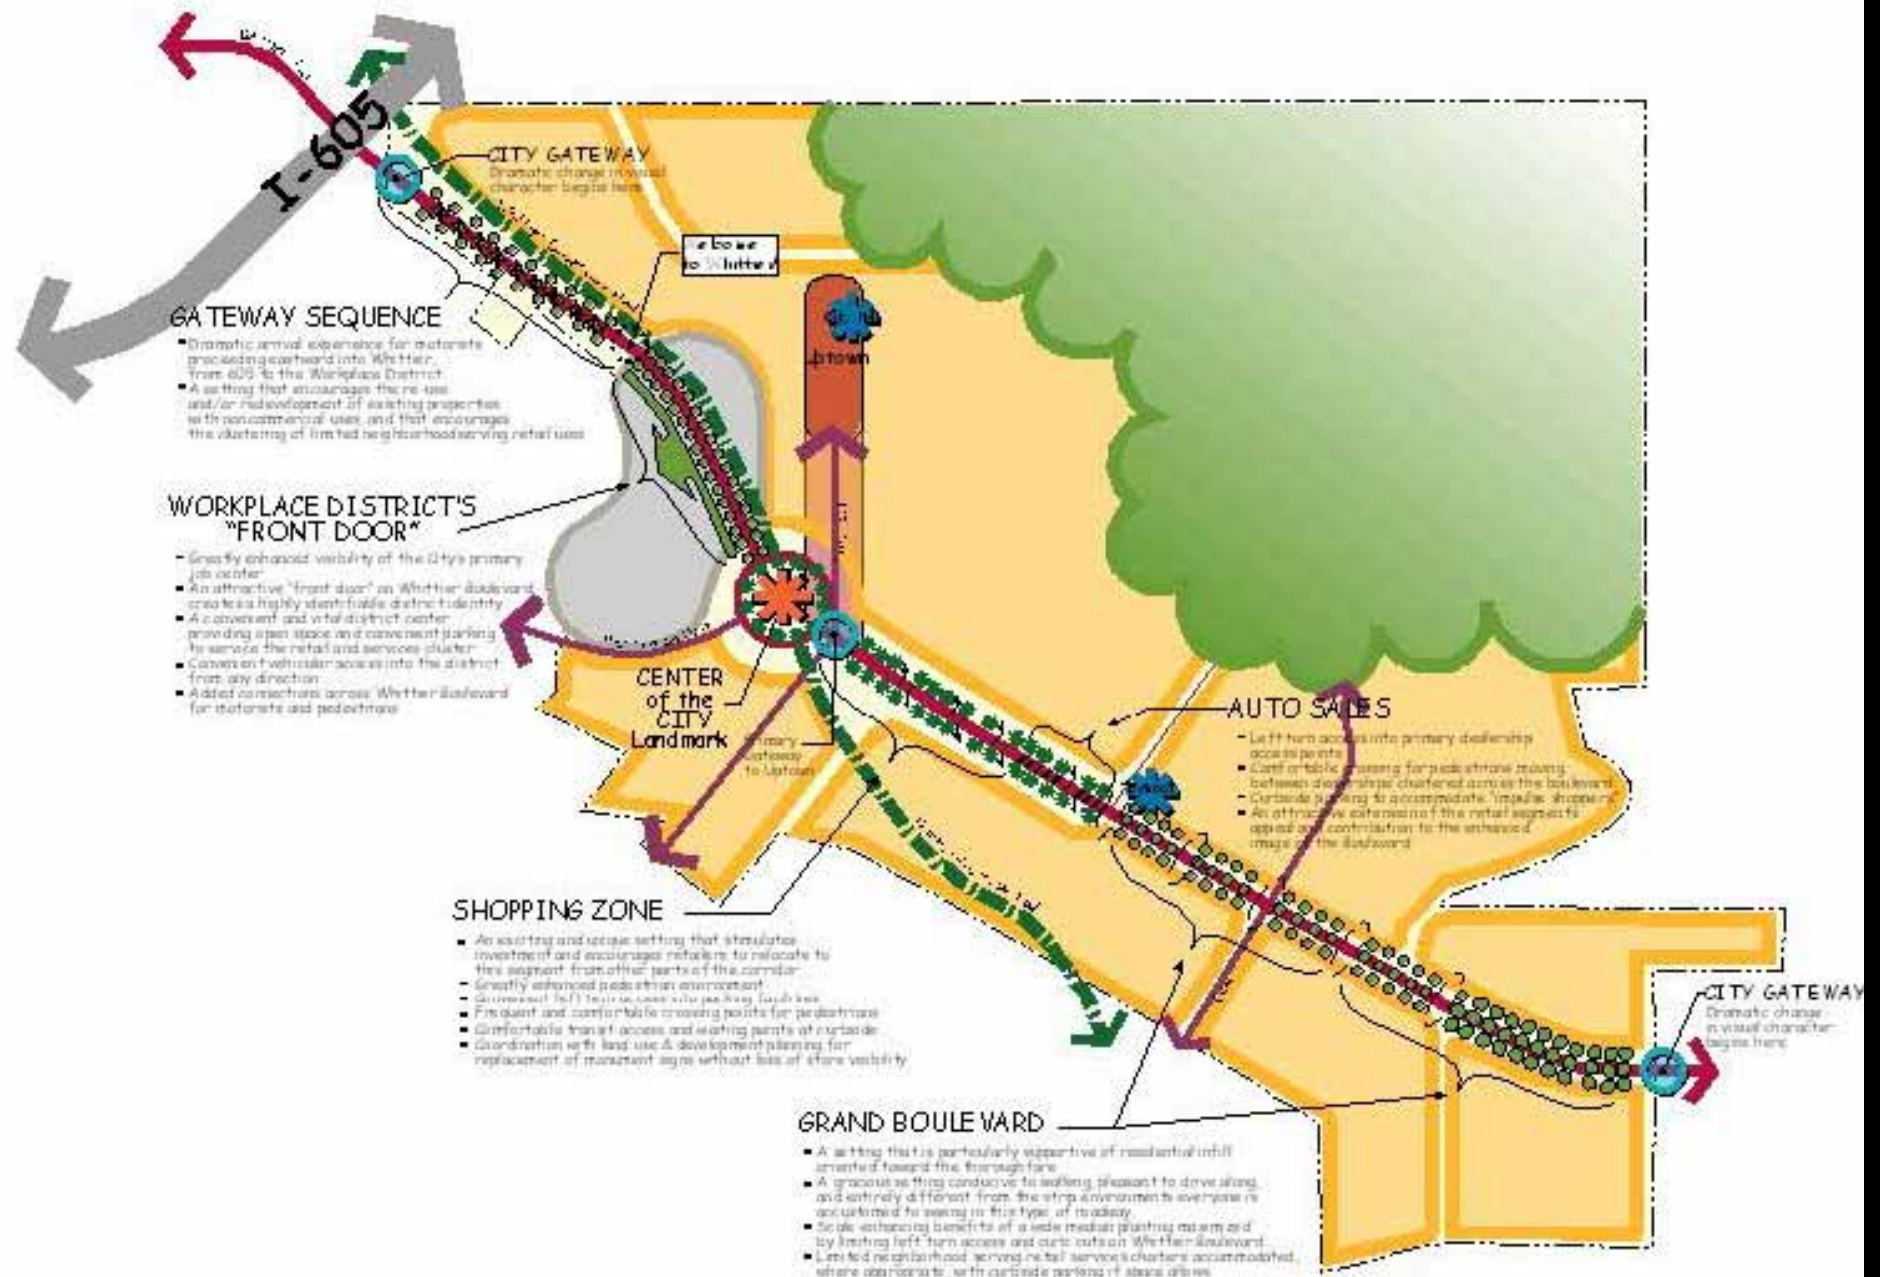 I-605
CITY GATEWAY
Dramatic change in visual
character begins here
to Whittier
Uptown
GATEWAY SEQUENCE
Dramatic arrival experience for motorists
proceeding eastward into Whittier,
from 605 to the Workplace District
A setting that encourages the re-use
and/or redevelopment of existing properties
with noncommercial uses, and that encourages
the clustering of limited neighborhood serving retail uses
WORKPLACE DISTRICT'S
"FRONT DOOR"
Greatly enhanced visibility of the City's primary
job center
An attractive "front door" on Whittier Boulevard
creates a highly identifiable district identity
A convenient and vital district center
providing open space and convenient parking
to service the retail and services cluster
Convenient vehicular access into the district
from any direction
Added connections across Whittier Boulevard
for motorists and pedestrians
CENTER
of the
CITY
Landmark
Primary
Gateway
to Uptown
AUTO SALES
Left turn access into primary dealership
access points
Comfortable crossing for pedestrians moving
between dealerships clustered across the boulevard
Curbside parking to accommodate "impulse shoppers"
An attractive extension of the retail segments
appeal and contribution to the enhanced
image of the Boulevard
SHOPPING ZONE
An exciting and unique setting that stimulates
investment and encourages retailers to relocate to
this segment from other parts of the corridor
Greatly enhanced pedestrian environment
Convenient left turn access into parking facilities
Frequent and comfortable crossing points for pedestrians
Comfortable transit access and waiting points at curbside
Coordination with land use & development planning for
replacement of monument signs without loss of store visibility
CITY GATEWAY
Dramatic change
in visual character
begins here
GRAND BOULEVARD
A setting that is particularly supportive of residential infill
oriented toward the thoroughfare
A gracious setting conducive to walking, pleasant to drive along,
and entirely different from the strip environments everyone is
accustomed to seeing in this type of roadway
Scale enhancing benefits of a wide median planting maximized
by limiting left turn access and curb cuts on Whittier Boulevard
Limited neighborhood serving retail service clusters accommodated,
where appropriate, with curbside parking if space allows